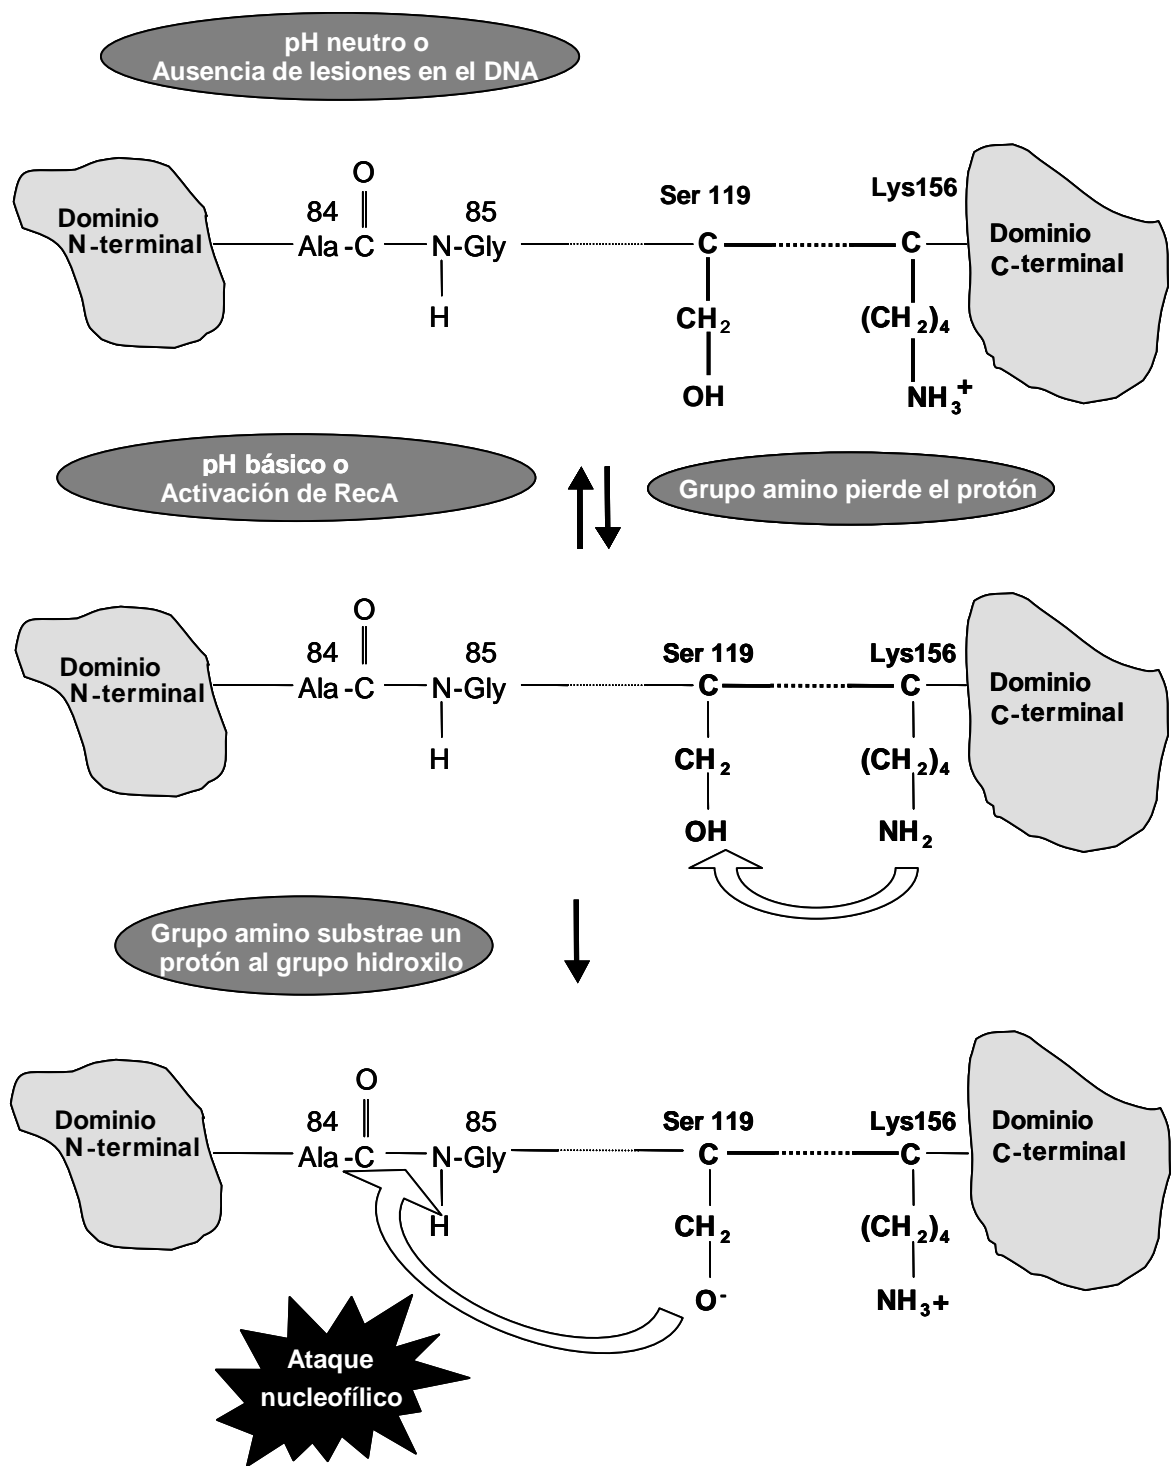 pH neutro o
Ausencia de lesiones en el DNA
O
84 85 Ser 119 Lys156
Dominio
N-terminal Ala-C N-Gly C C Dominio
C-terminal
H CH2 (CH2)4
OH NH3+
pH básico o
Activación de RecA
Grupo amino pierde el protón
O
84 85 Ser 119 Lys156
Dominio
N-terminal Ala-C N-Gly C C Dominio
C-terminal
H CH2 (CH2)4
OH NH2
Grupo amino substrae un
protón al grupo hidroxilo
O
84 85 Ser 119 Lys156
Dominio
N-terminal Ala-C N-Gly C C Dominio
C-terminal
H CH2 (CH2)4
O- NH3+
Ataque
nucleofílico